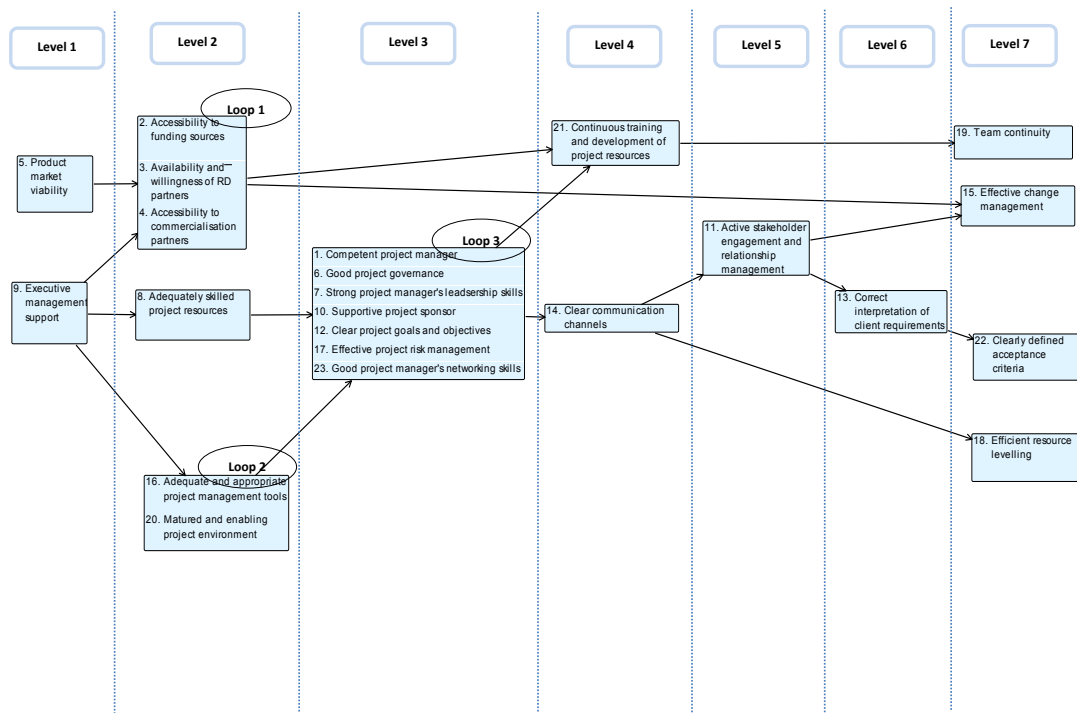 Level 1
Level 2
Level 3
Level 4
Level 5
Level 6
Level 7
5. Product
market
viability
9. Executive
management
support
Loop 1
2. Accessibility to
funding sources
3. Availability and
willingness of RD
partners
4. Accessibility to
commercialisation
partners
8. Adequately skilled
project resources
Loop 2
16. Adequate and appropriate
project management tools
20. Matured and enabling
project environment
Loop 3
1. Competent project manager
6. Good project governance
7. Strong project manager's leadsership skills
10. Supportive project sponsor
12. Clear project goals and objectives
17. Effective project risk management
23. Good project manager's networking skills
21. Continuous training
and development of
project resources
14. Clear communication
channels
11. Active stakeholder
engagement and
relationship
management
13. Correct
interpretation of
client requirements
19. Team continuity
15. Effective change
management
22. Clearly defined
acceptance
criteria
18. Efficient resource
levelling